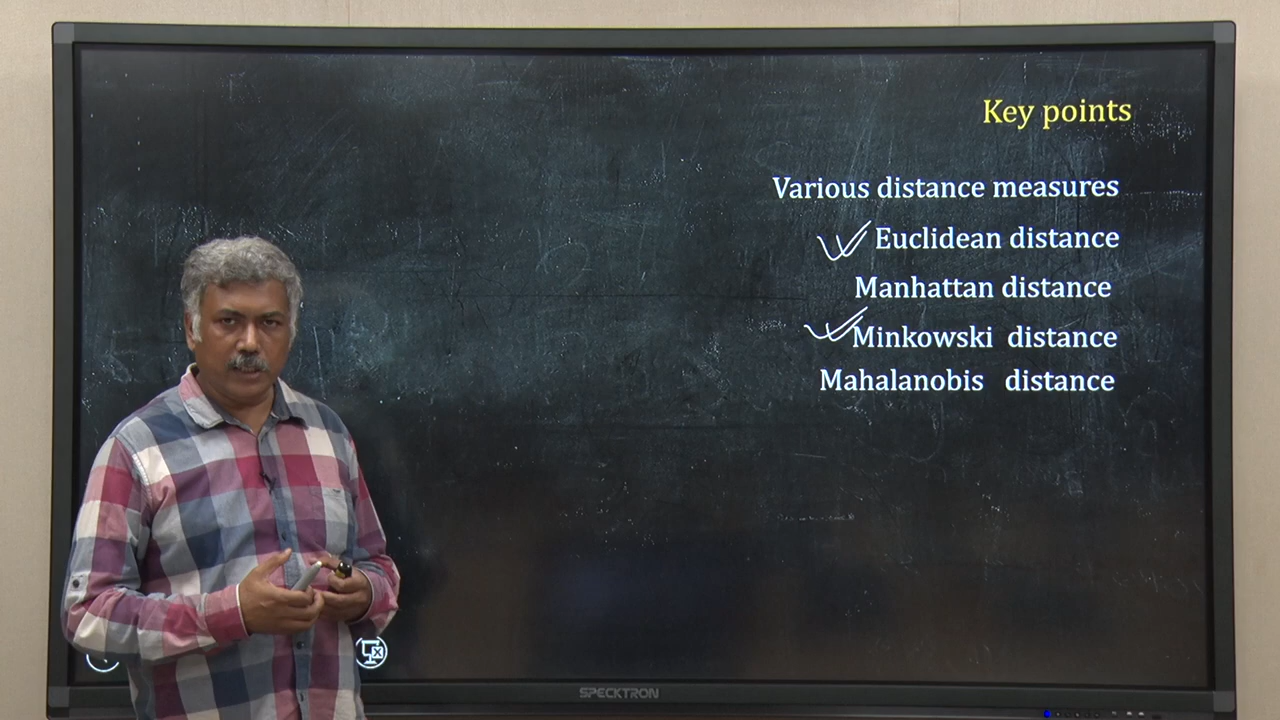 Key points
Various distance measures
Euclidean distance
Manhattan distance
Minkowski distance
Mahalanobis distance
SPECKTRON